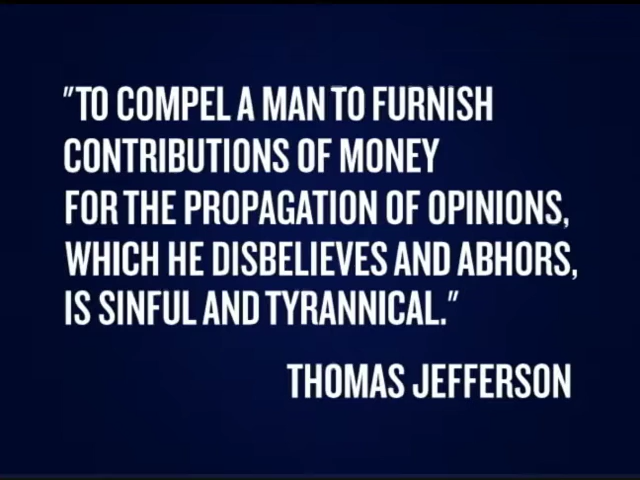 "TO COMPEL A MAN TO FURNISH
CONTRIBUTIONS OF MONEY
FOR THE PROPAGATION OF OPINIONS,
WHICH HE DISBELIEVES AND ABHORS,
IS SINFUL AND TYRANNICAL."
THOMAS JEFFERSON